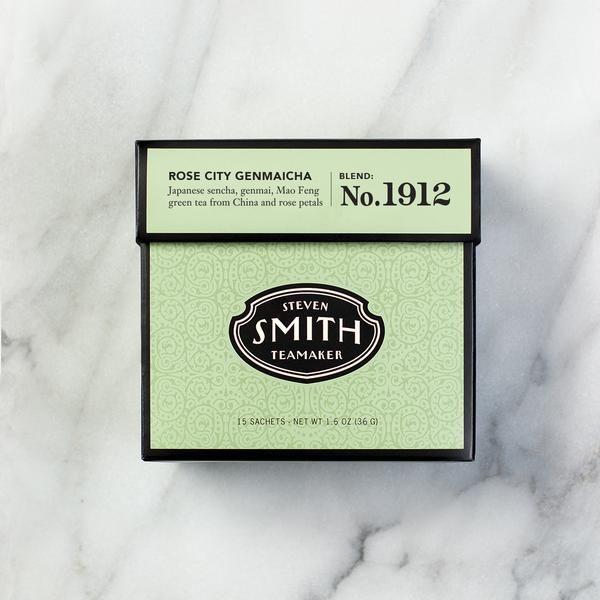 ROSE CITY GENMAICHA
Japanese sencha, genmai, Mao Feng
green tea from China and rose petals
BLEND:
No.1912
STEVEN
SMITH
TEAMAKER
15 SACHETS - NET WT 1.6 OZ (36 G)